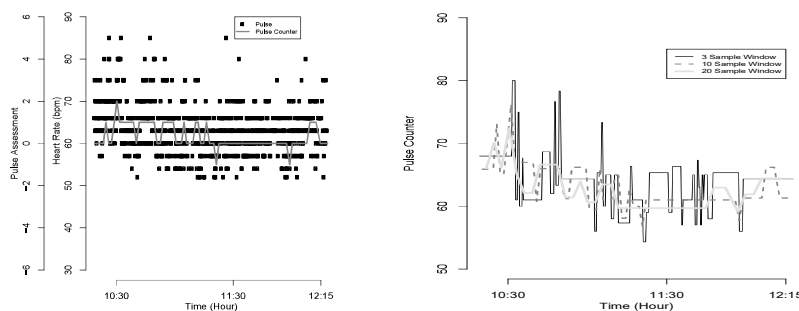 Pulse Assessment
6
4
2
0
−2
−4
−6
Heart Rate (bpm)
90
80
70
60
50
40
30
Pulse
Pulse Counter
10:30
11:30
12:15
Time (Hour)
Pulse Counter
90
80
70
60
50
3 Sample Window
10 Sample Window
20 Sample Window
10:30
11:30
12:15
Time (Hour)